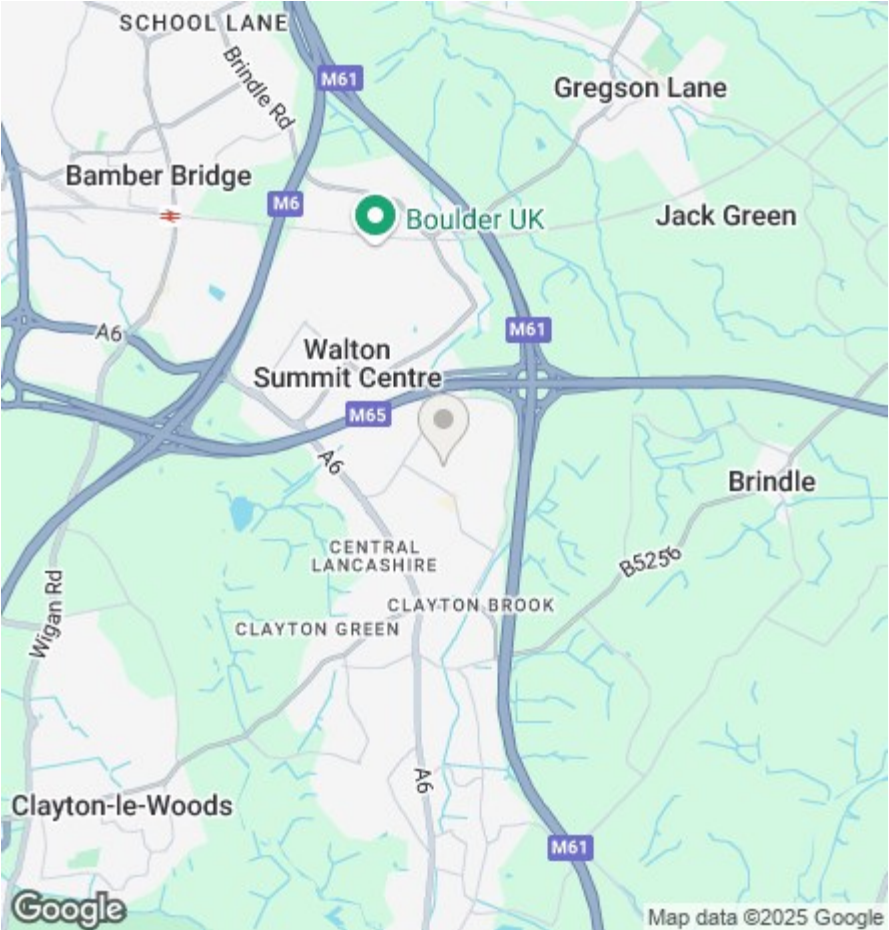 SCHOOL LANE
M61
Brindle Rd
Gregson Lane
Bamber Bridge
M6
Boulder UK
Jack Green
M61
A6
Walton
Summit Centre
M65
A6
Brindle
CENTRAL
LANCASHIRE
B5256
CLAYTON BROOK
CLAYTON GREEN
Wigan Rd
A6
Clayton-le-Woods
M61
Google
Map data ©2025 Google